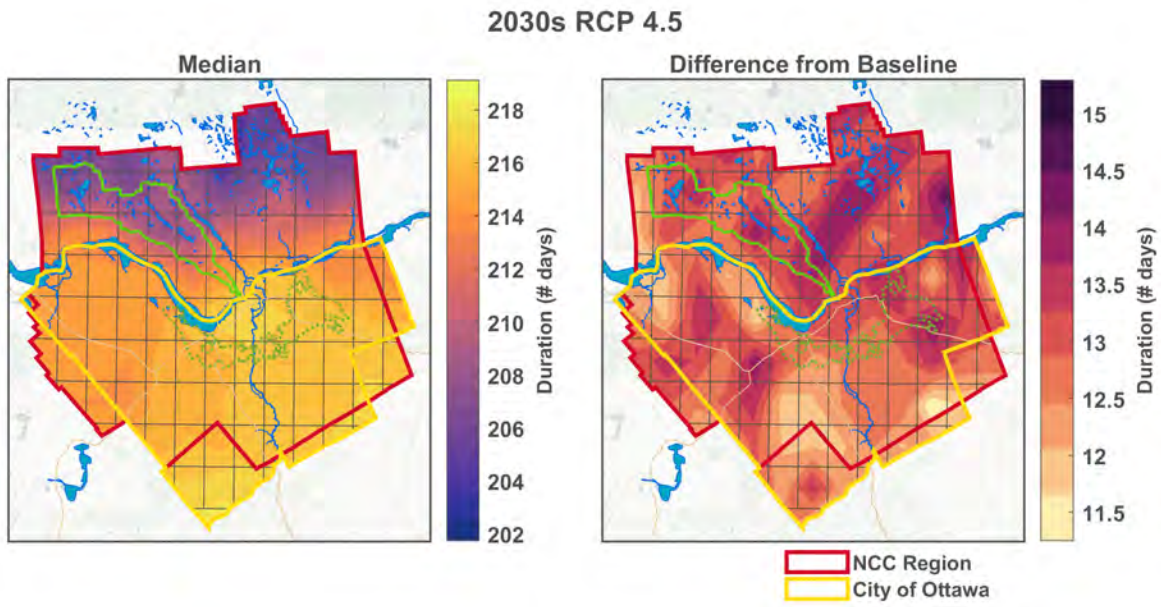 2030s RCP 4.5
Median
218
216
214
212
210
208
206
204
202
Duration (# days)
Difference from Baseline
15
14.5
14
13.5
13
12.5
12
11.5
Duration (# days)
NCC Region
City of Ottawa